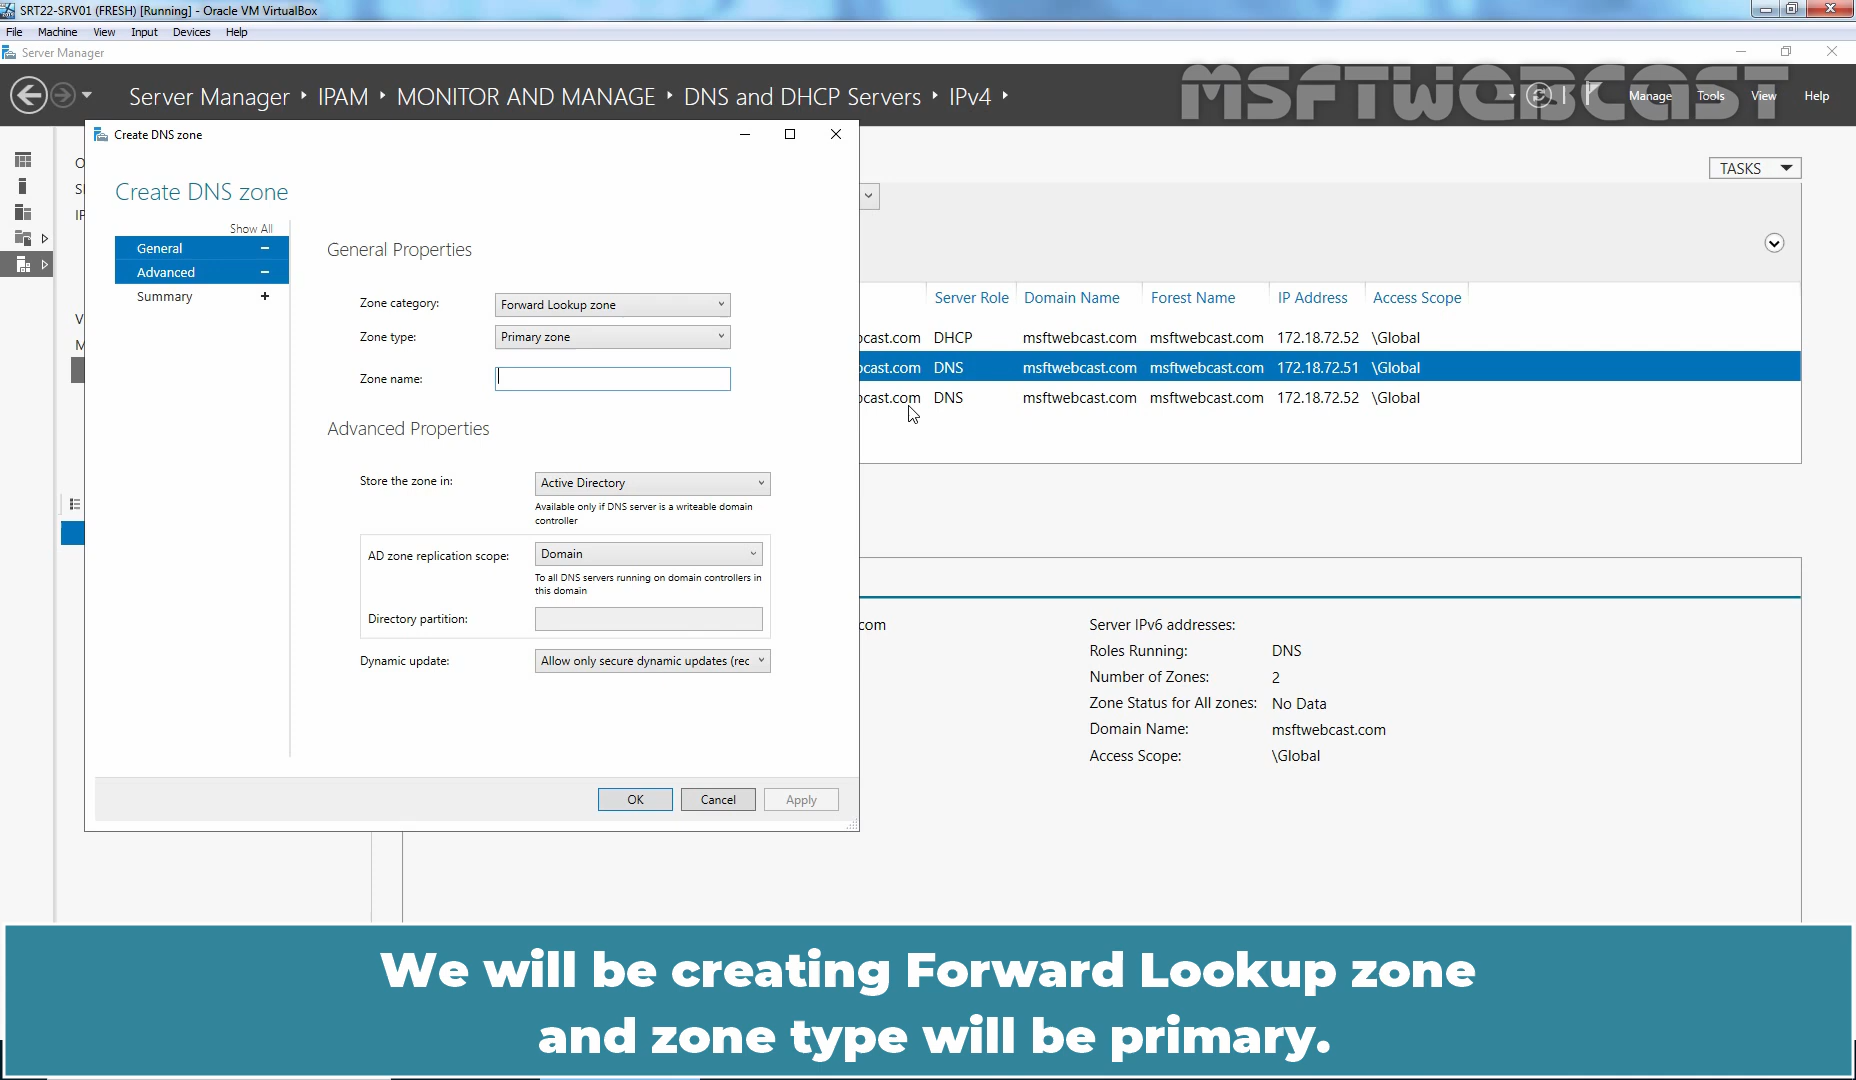 SRT22-SRV01 (FRESH) [Running] - Oracle VM VirtualBox
File Machine View Input Devices Help
Server Manager
Server Manager IPAM MONITOR AND MANAGE DNS and DHCP Servers IPv4
MSFTWEBCAST
Manage Tools View Help
Create DNS zone
TASKS
Create DNS zone
Show All
General
Advanced
Summary
General Properties
Zone category: Forward Lookup zone
Zone type: Primary zone
Zone name:
Advanced Properties
Store the zone in: Active Directory
Available only if DNS server is a writeable domain
controller
AD zone replication scope: Domain
To all DNS servers running on domain controllers in
this domain
Directory partition:
Dynamic update: Allow only secure dynamic updates (rec
OK Cancel Apply
Server Role Domain Name Forest Name IP Address Access Scope
cast.com DHCP msftwebcast.com msftwebcast.com 172.18.72.52 \Global
cast.com DNS msftwebcast.com msftwebcast.com 172.18.72.51 \Global
cast.com DNS msftwebcast.com msftwebcast.com 172.18.72.52 \Global
com
Server IPv6 addresses:
Roles Running: DNS
Number of Zones: 2
Zone Status for All zones: No Data
Domain Name: msftwebcast.com
Access Scope: \Global
We will be creating Forward Lookup zone
and zone type will be primary.